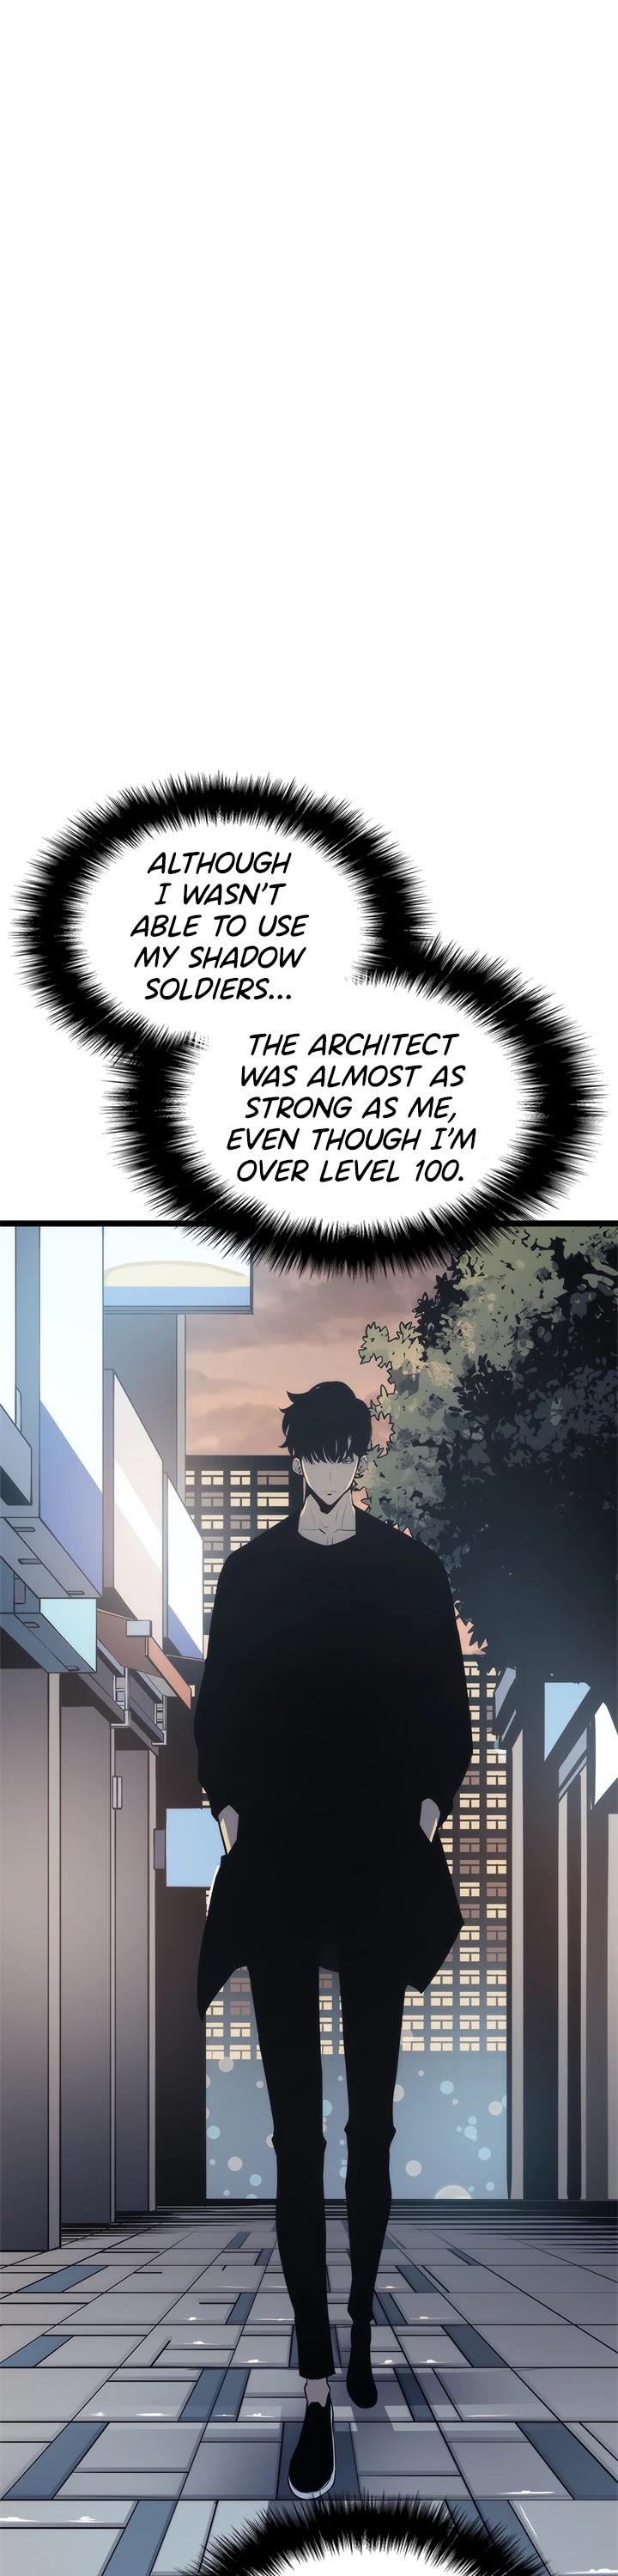 ALTHOUGH
I WASN'T
ABLE TO USE
MY SHADOW
SOLDIERS...
THE ARCHITECT
WAS ALMOST AS
STRONG AS ME,
EVEN THOUGH I'M
OVER LEVEL 100.